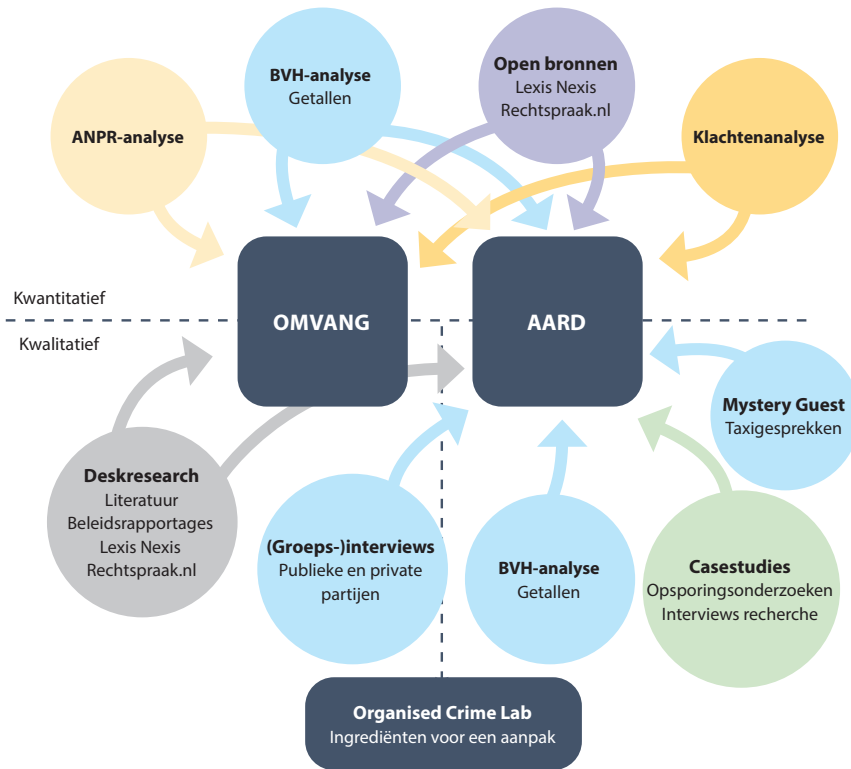 BVH-analyse
Getallen
Open bronnen
Lexis Nexis
Rechtspraak.nl
ANPR-analyse
Klachtenanalyse
Kwantitatief
OMVANG
AARD
Kwalitatief
Mystery Guest
Taxigesprekken
Deskresearch
Literatuur
Beleidsrapportages
Lexis Nexis
Rechtspraak.nl
(Groeps-)interviews
Publieke en private
partijen
BVH-analyse
Getallen
Casestudies
Opsporingsonderzoeken
Interviews recherche
Organised Crime Lab
Ingrediënten voor een aanpak